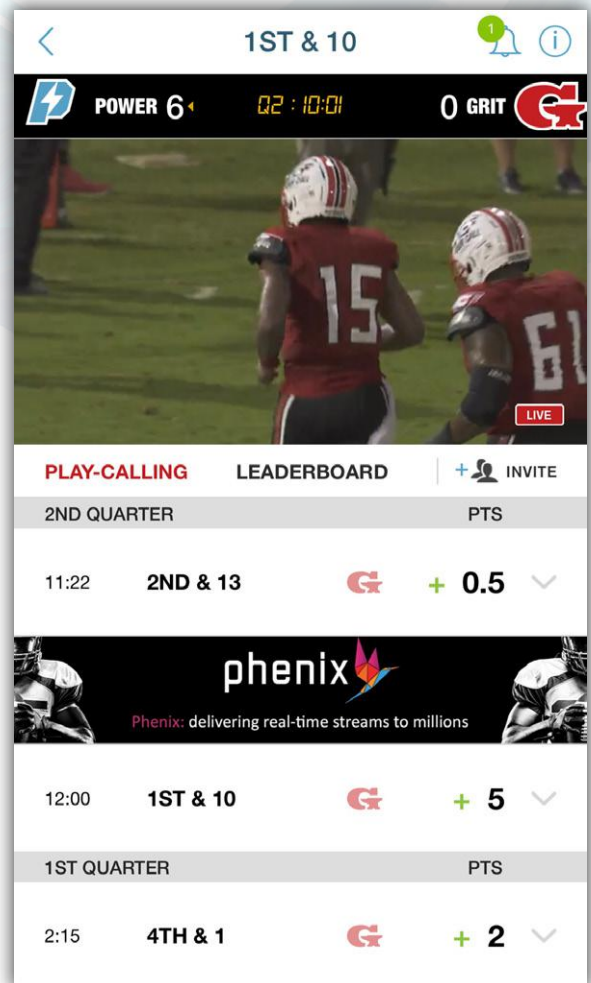 1ST & 10
1
i
POWER 6 Q2 : 10:01 0 GRIT G
15
61
LIVE
PLAY-CALLING LEADERBOARD + INVITE
2ND QUARTER PTS
11:22 2ND & 13 G + 0.5
phenix
Phenix: delivering real-time streams to millions
12:00 1ST & 10 G + 5
1ST QUARTER PTS
2:15 4TH & 1 G + 2